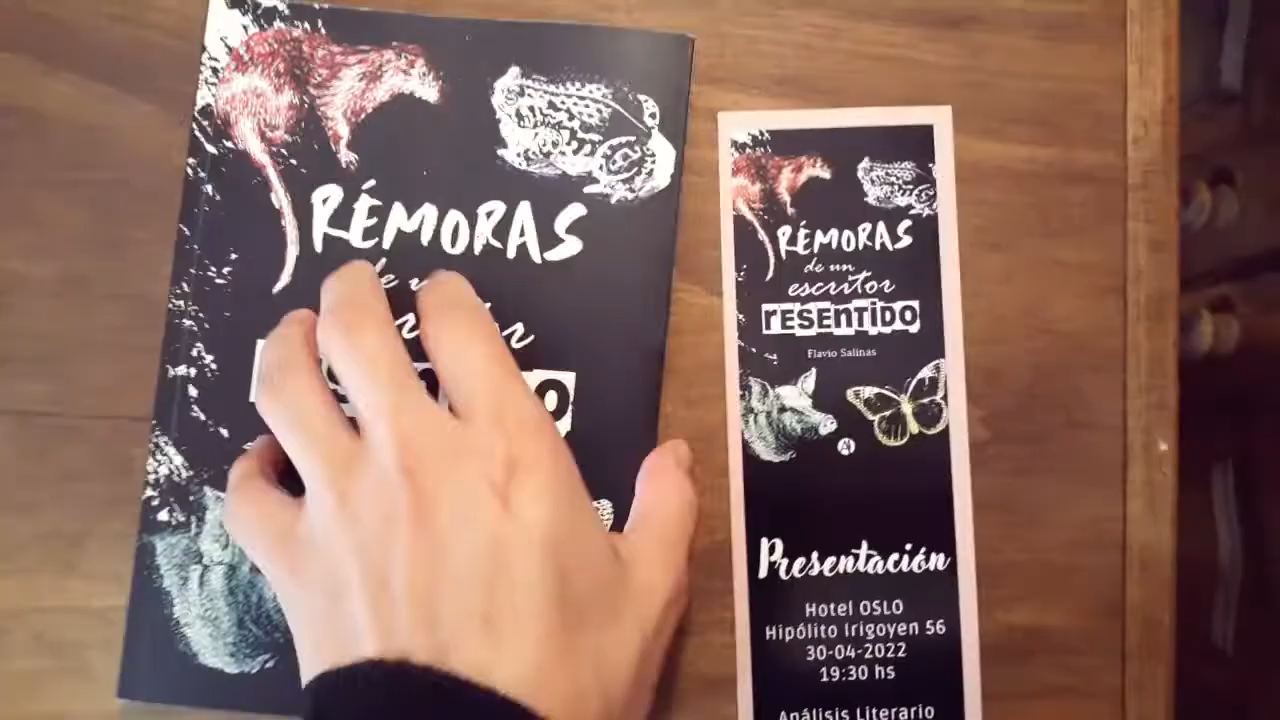 RÉMORAS
de
RÉMORAS
de un
escritor
rESEnTiDO
Flavio Salinas
Presentación
Hotel OSLO
Hipólito Irigoyen 56
30-04-2022
19:30 hs
Análisis Literario